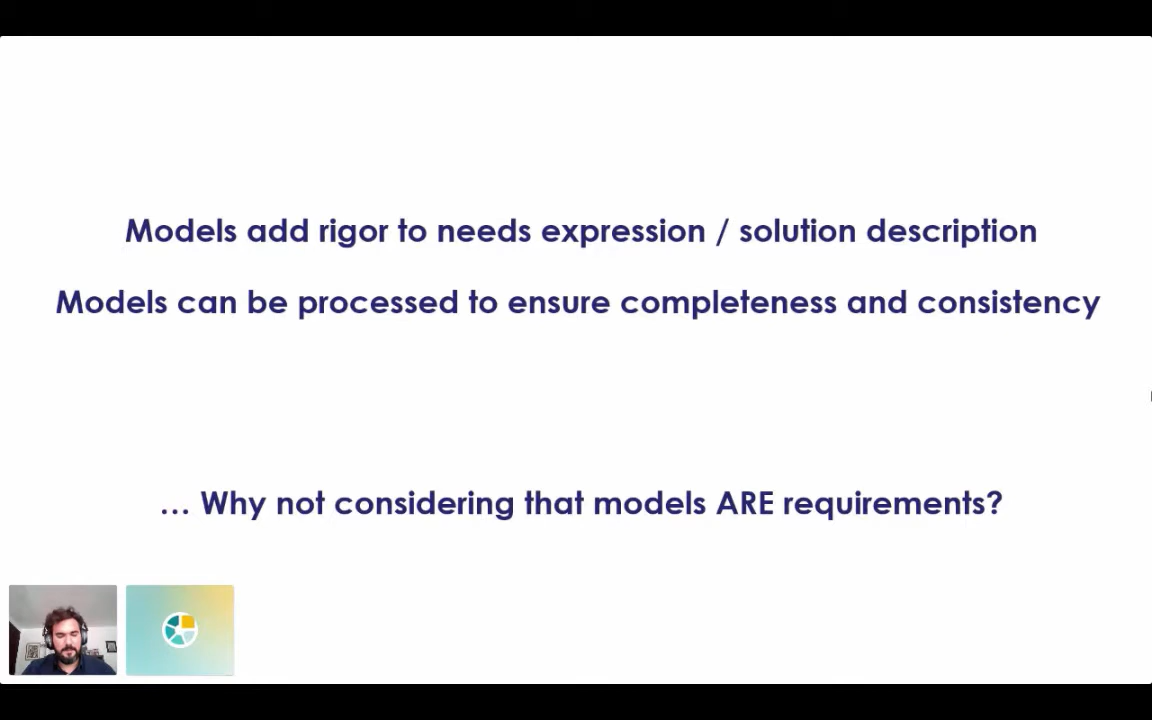 Models add rigor to needs expression / solution description
Models can be processed to ensure completeness and consistency
… Why not considering that models ARE requirements?